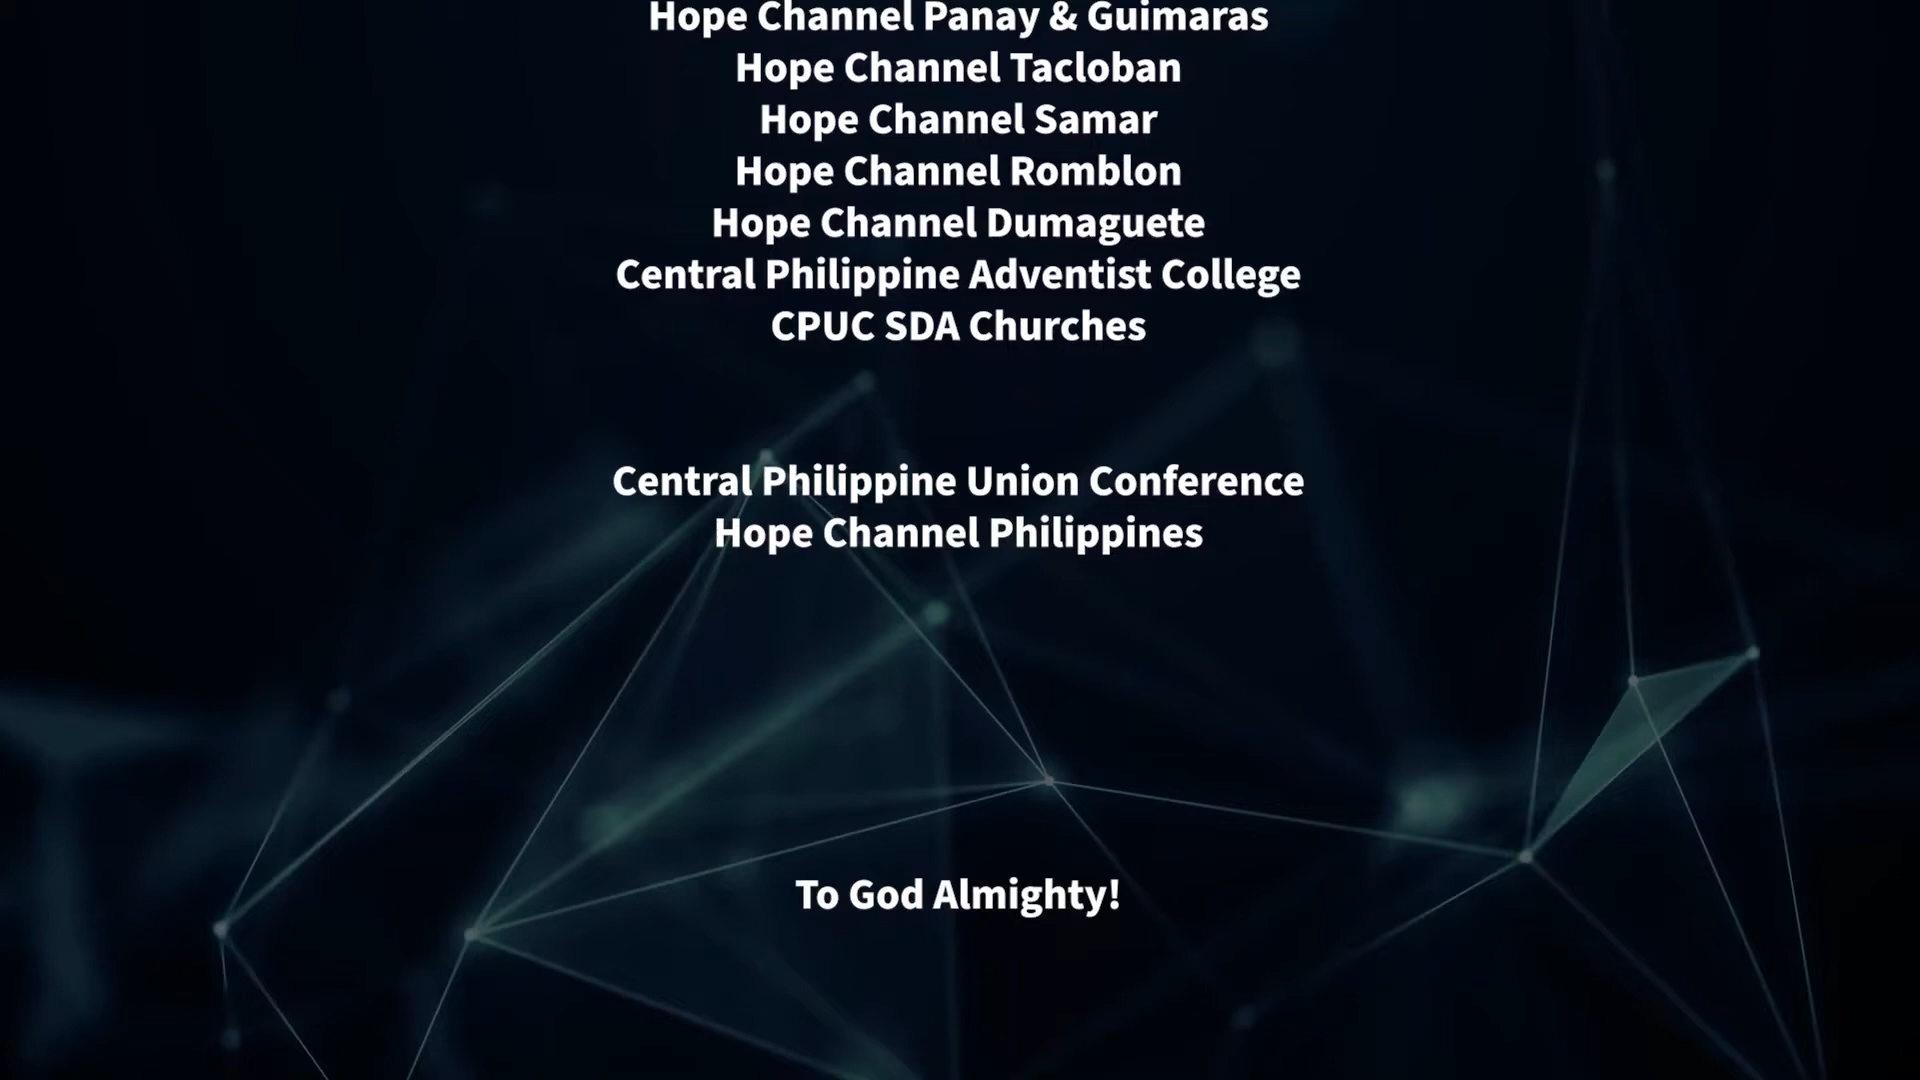 Hope Channel Panay & Guimaras
Hope Channel Tacloban
Hope Channel Samar
Hope Channel Romblon
Hope Channel Dumaguete
Central Philippine Adventist College
CPUC SDA Churches
Central Philippine Union Conference
Hope Channel Philippines
To God Almighty!